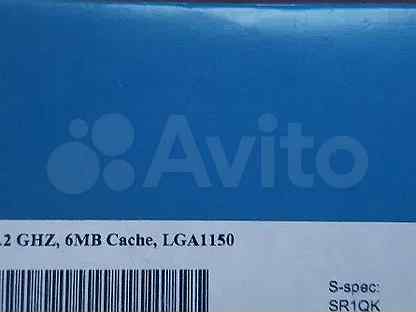 Avito
.2 GHZ, 6MB Cache, LGA1150
S-spec:
SR1QK